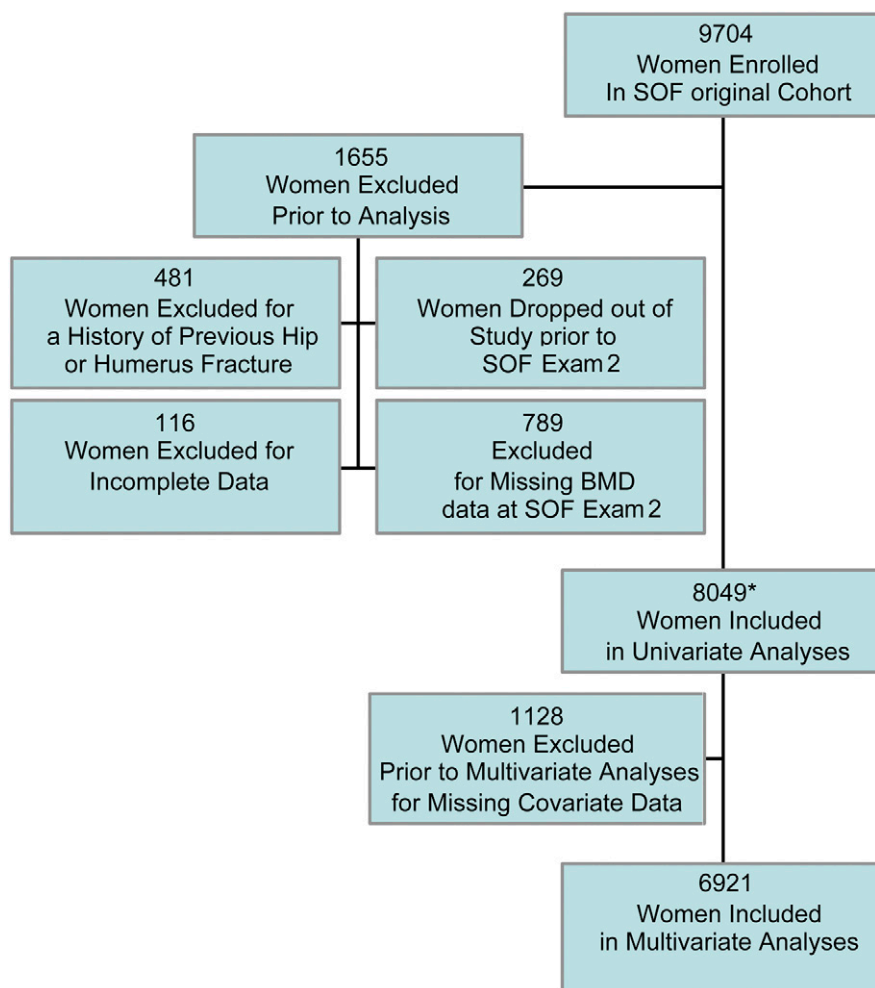 9704
Women Enrolled
In SOF original Cohort
1655
Women Excluded
Prior to Analysis
481
Women Excluded for
a History of Previous Hip
or Humerus Fracture
269
Women Dropped out of
Study prior to
SOF Exam 2
116
Women Excluded for
Incomplete Data
789
Excluded
for Missing BMD
data at SOF Exam 2
8049*
Women Included
in Univariate Analyses
1128
Women Excluded
Prior to Multivariate Analyses
for Missing Covariate Data
6921
Women Included
in Multivariate Analyses